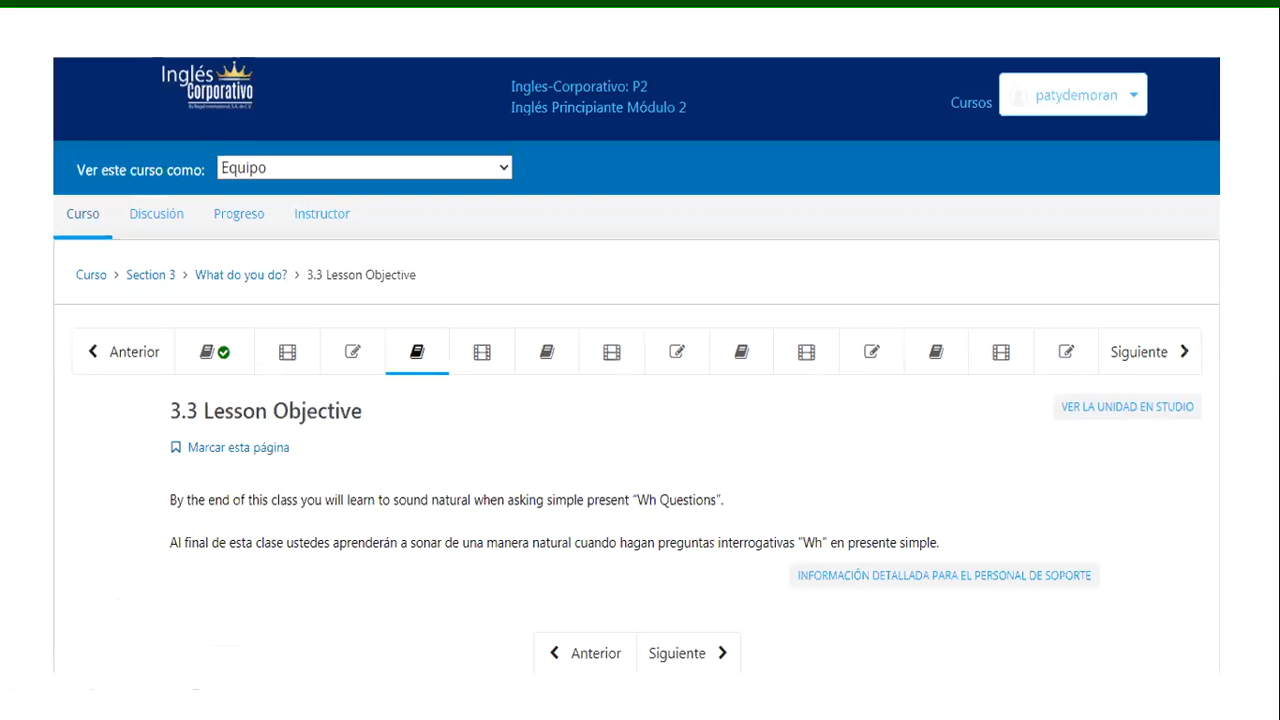 Inglés
Corporativo
Ingles-Corporativo: P2
Inglés Principiante Módulo 2
Cursos
patydemoran
Ver este curso como:
Equipo
Curso
Discusión
Progreso
Instructor
Curso > Section 3 > What do you do? > 3.3 Lesson Objective
Anterior
Siguiente
3.3 Lesson Objective
VER LA UNIDAD EN STUDIO
Marcar esta página
By the end of this class you will learn to sound natural when asking simple present “Wh Questions”.
Al final de esta clase ustedes aprenderán a sonar de una manera natural cuando hagan preguntas interrogativas "Wh" en presente simple.
INFORMACIÓN DETALLADA PARA EL PERSONAL DE SOPORTE
Anterior
Siguiente